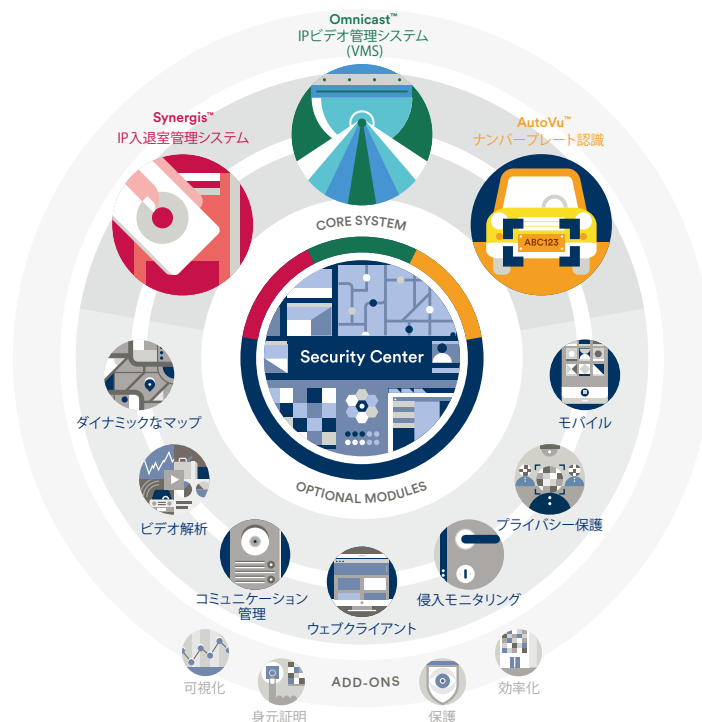 Omnicast™
IPビデオ管理システム
(VMS)
Synergis™
IP入退室管理システム
AutoVu™
ナンバープレート認識
ABC123
CORE SYSTEM
Security Center
ダイナミックなマップ
モバイル
OPTIONAL MODULES
ビデオ解析
プライバシー保護
コミュニケーション
管理
侵入モニタリング
ウェブクライアント
ADD-ONS
可視化
効率化
身元証明
保護